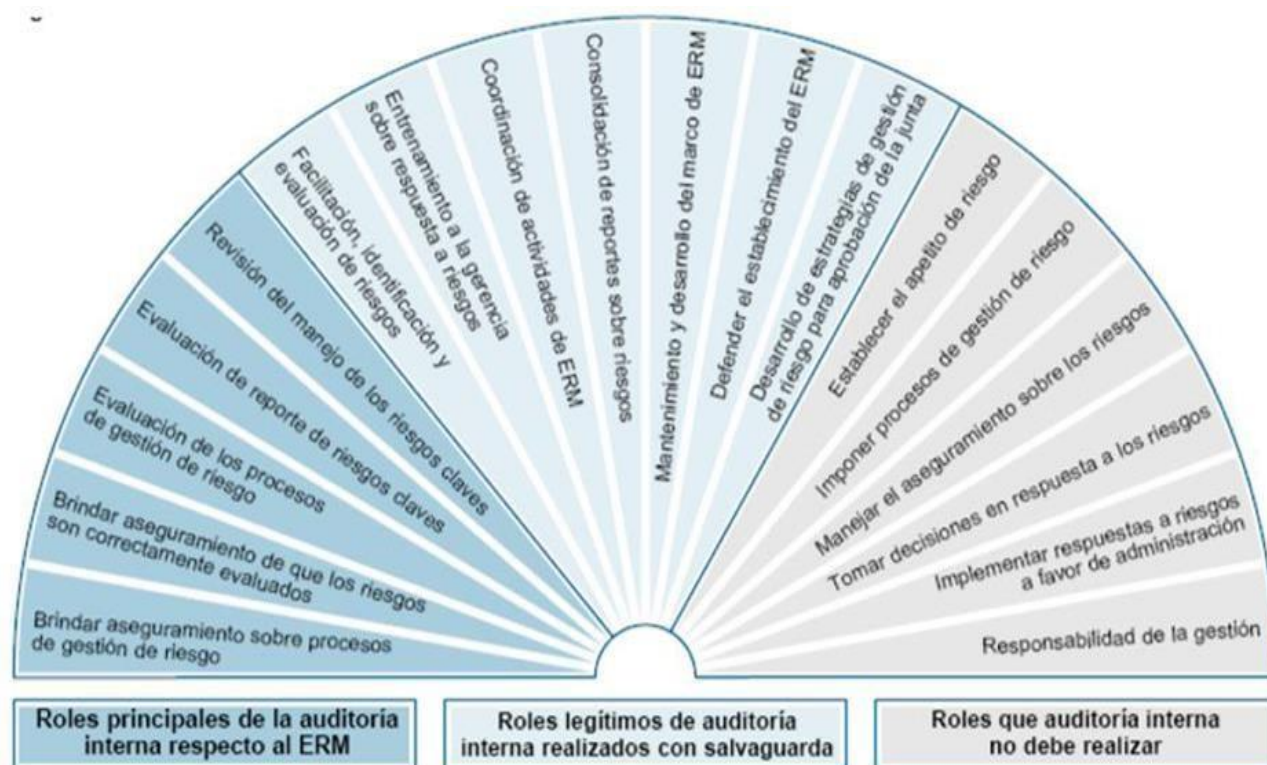 Brindar aseguramiento sobre procesos
de gestión de riesgo
Brindar aseguramiento de que los riesgos
son correctamente evaluados
Evaluación de los procesos
de gestión de riesgo
Evaluación de reporte de riesgos claves
Revisión del manejo de los riesgos claves
Facilitación, identificación y
evaluación de riesgos
Entrenamiento a la gerencia
sobre respuesta a riesgos
Coordinación de actividades de ERM
Consolidación de reportes sobre riesgos
Mantenimiento y desarrollo del marco de ERM
Defender el establecimiento del ERM
Desarrollo de estrategias de gestión
de riesgo para aprobación de la junta
Establecer el apetito de riesgo
Imponer procesos de gestión de riesgo
Manejar el aseguramiento sobre los riesgos
Tomar decisiones en respuesta a los riesgos
Implementar respuestas a riesgos
a favor de administración
Responsabilidad de la gestión
Roles principales de la auditoría
interna respecto al ERM
Roles legítimos de auditoría
interna realizados con salvaguarda
Roles que auditoría interna
no debe realizar